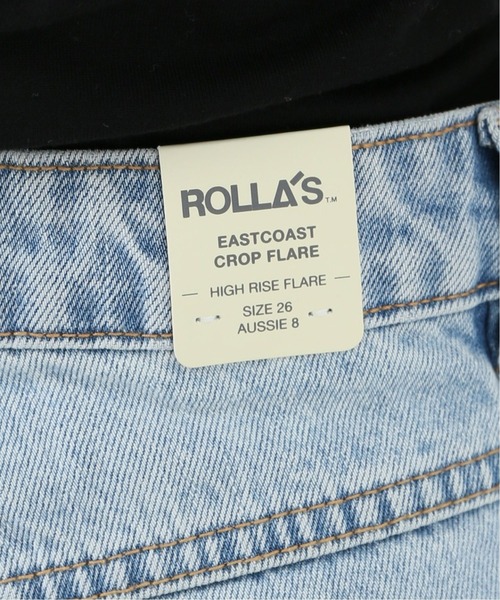 ROLLA'S TM
EASTCOAST
CROP FLARE
HIGH RISE FLARE
SIZE 26
AUSSIE 8